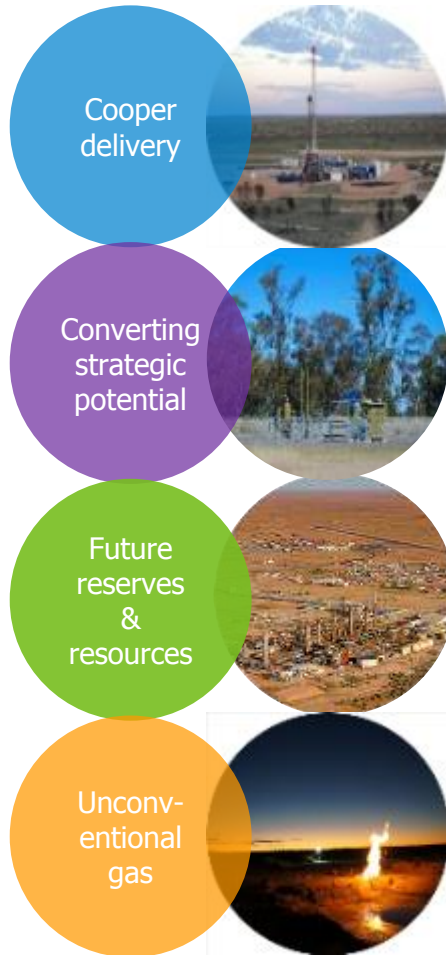 Cooper
delivery
Converting
strategic
potential
Future
reserves
&
resources
Unconv-
entional
gas